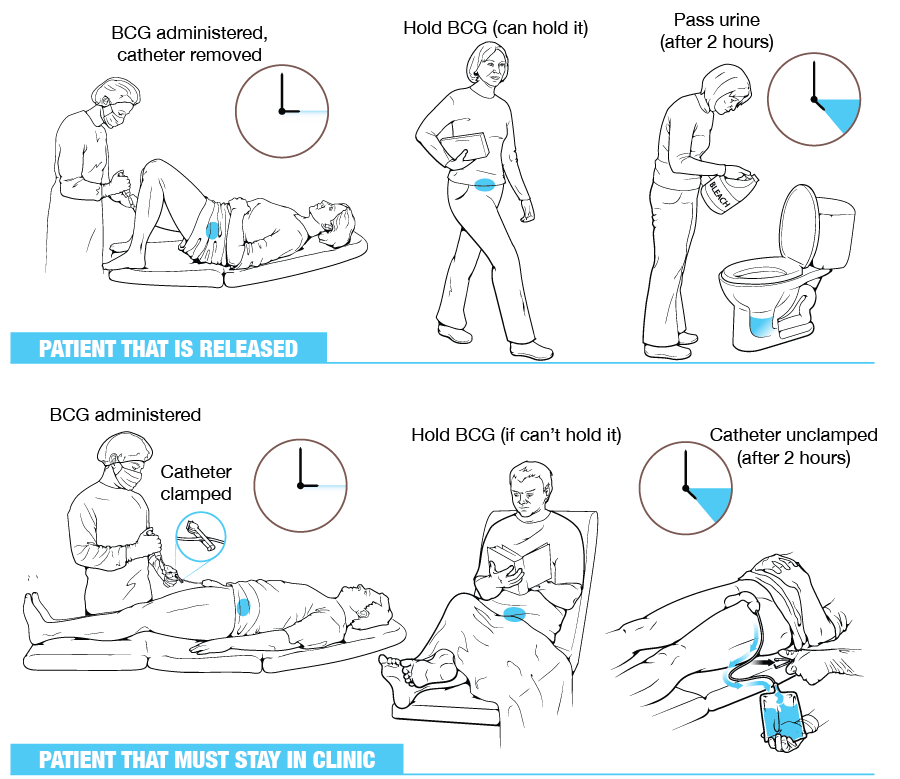 BCG administered,
catheter removed
Hold BCG (can hold it)
Pass urine
(after 2 hours)
BLEACH
PATIENT THAT IS RELEASED
BCG administered
Catheter
clamped
Hold BCG (if can’t hold it)
Catheter unclamped
(after 2 hours)
PATIENT THAT MUST STAY IN CLINIC